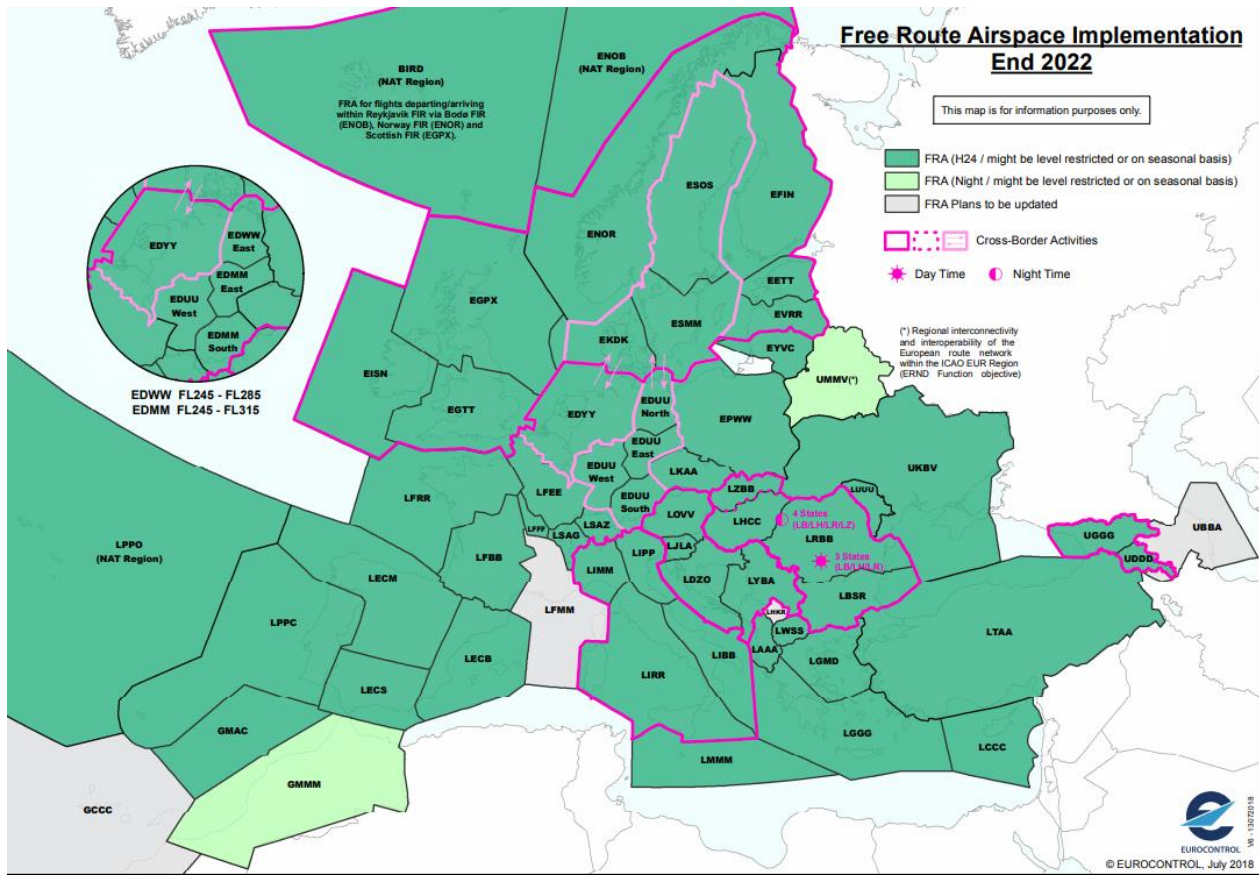 Free Route Airspace Implementation
End 2022
This map is for information purposes only.
FRA (H24 / might be level restricted or on seasonal basis)
FRA (Night / might be level restricted or on seasonal basis)
FRA Plans to be updated
Cross-Border Activities
Day Time
Night Time
(*) Regional interconnectivity
and interoperability of the
European route network
within the ICAO EUR Region
(ERND Function objective)
BIRD
(NAT Region)
FRA for flights departing/arriving
within Reykjavik FIR via Bodø FIR
(ENOB), Norway FIR (ENOR) and
Scottish FIR (EGPX).
ENOB
(NAT Region)
EDYY
EDWW
East
EDMM
East
EDUU
West
EDMM
South
EDWW FL245 - FL285
EDMM FL245 - FL315
ESOS
EFIN
ENOR
EGPX
EETT
EVRR
ESMM
EKDK
EYVC
UMMV(*)
EISN
EGTT
EDYY
EDUU
North
EPWW
EDUU
East
EDUU
West
EDUU
South
LKAA
UKBV
LFRR
LFEE
LZBB
LUUU
LOVV
LHCC
4 States
(LB/LH/LR/LZ)
LRBB
3 States
(LB/LH/LR)
LFFF
LSAZ
LSAG
LPPO
(NAT Region)
LFBB
LIPP
LJLA
LIMM
LDZO
LYBA
LBSR
UGGG
UBBA
UDDD
LECM
LFMM
LHKR
LWSS
LAAA
LTAA
LPPC
LECB
LIBB
LGMD
LIRR
LECS
GMAC
LGGG
LCCC
LMMM
GMMM
GCCC
EUROCONTROL
V6 - 13072018
© EUROCONTROL, July 2018